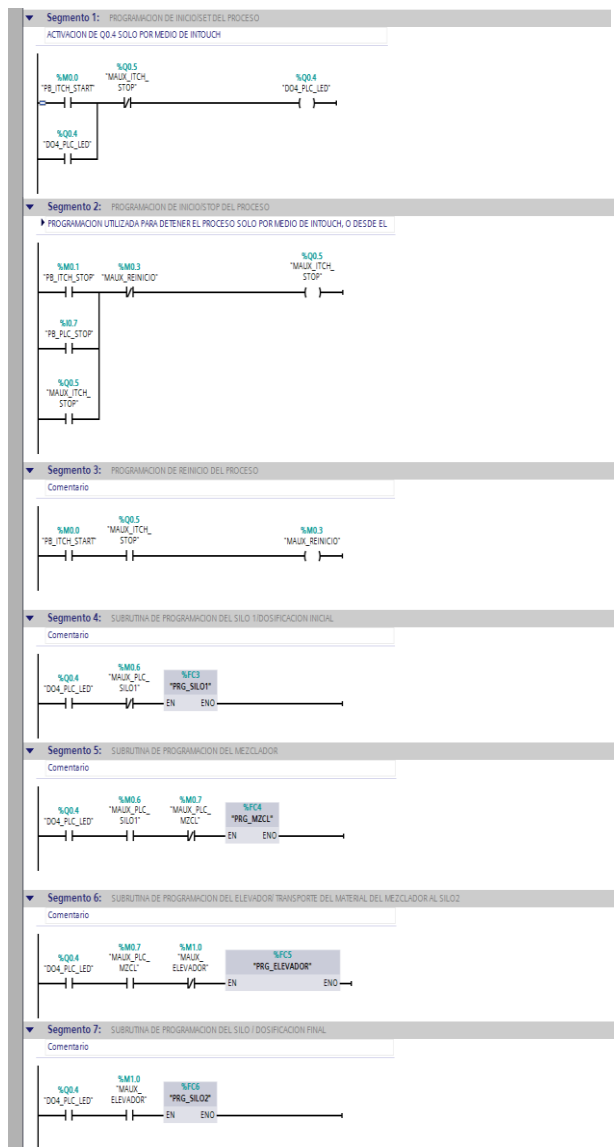 Segmento 1: PROGRAMACION DE INICIO/SET DEL PROCESO
ACTIVACION DE Q0.4 SOLO POR MEDIO DE INTOUCH
%M0.0
"PB_ITCH_START"
%Q0.5
"MAUX_ITCH_
STOP"
%Q0.4
"DO4_PLC_LED"
%Q0.4
"DO4_PLC_LED"
Segmento 2: PROGRAMACION DE INICIO/STOP DEL PROCESO
PROGRAMACION UTILIZADA PARA DETENER EL PROCESO SOLO POR MEDIO DE INTOUCH, O DESDE EL
%M0.1
"PB_ITCH_STOP"
%M0.3
"MAUX_REINICIO"
%Q0.5
"MAUX_ITCH_
STOP"
%I0.7
"PB_PLC_STOP"
%Q0.5
"MAUX_ITCH_
STOP"
Segmento 3: PROGRAMACION DE REINICIO DEL PROCESO
Comentario
%M0.0
"PB_ITCH_START"
%Q0.5
"MAUX_ITCH_
STOP"
%M0.3
"MAUX_REINICIO"
Segmento 4: SUBRUTINA DE PROGRAMACION DEL SILO 1/DOSIFICACION INICIAL
Comentario
%Q0.4
"DO4_PLC_LED"
%M0.6
"MAUX_PLC_
SILO1"
%FC3
"PRG_SILO1"
EN ENO
Segmento 5: SUBRUTINA DE PROGRAMACION DEL MEZCLADOR
Comentario
%Q0.4
"DO4_PLC_LED"
%M0.6
"MAUX_PLC_
SILO1"
%M0.7
"MAUX_PLC_
MZCL"
%FC4
"PRG_MZCL"
EN ENO
Segmento 6: SUBRUTINA DE PROGRAMACION DEL ELEVADOR/ TRANSPORTE DEL MATERIAL DEL MEZCLADOR AL SILO2
Comentario
%Q0.4
"DO4_PLC_LED"
%M0.7
"MAUX_PLC_
MZCL"
%M1.0
"MAUX_
ELEVADOR"
%FC5
"PRG_ELEVADOR"
EN ENO
Segmento 7: SUBRUTINA DE PROGRAMACION DEL SILO / DOSIFICACION FINAL
Comentario
%Q0.4
"DO4_PLC_LED"
%M1.0
"MAUX_
ELEVADOR"
%FC6
"PRG_SILO2"
EN ENO